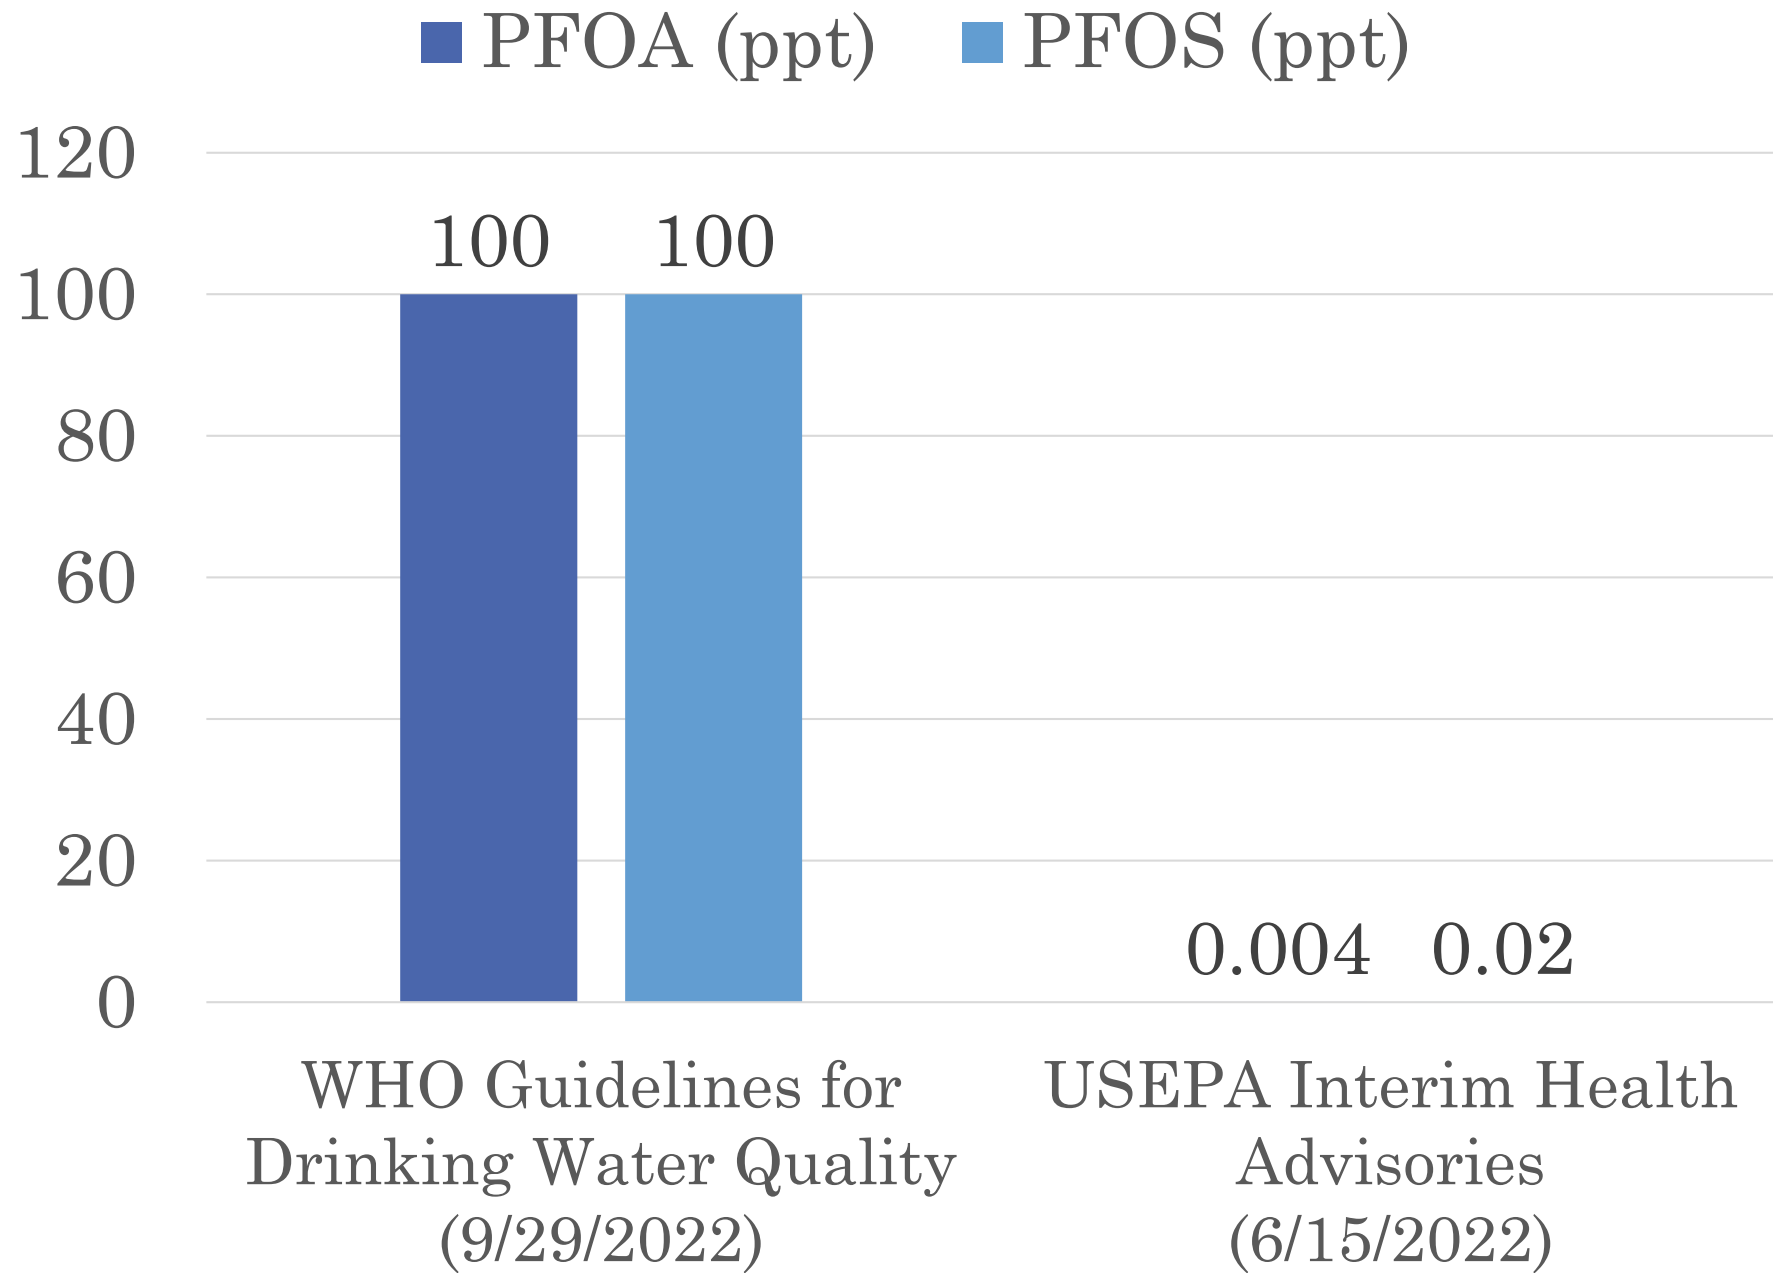 PFOA (ppt) PFOS (ppt)
120
100 100
100
80
60
40
20
0.004 0.02
0
WHO Guidelines for
Drinking Water Quality
(9/29/2022)
USEPA Interim Health
Advisories
(6/15/2022)